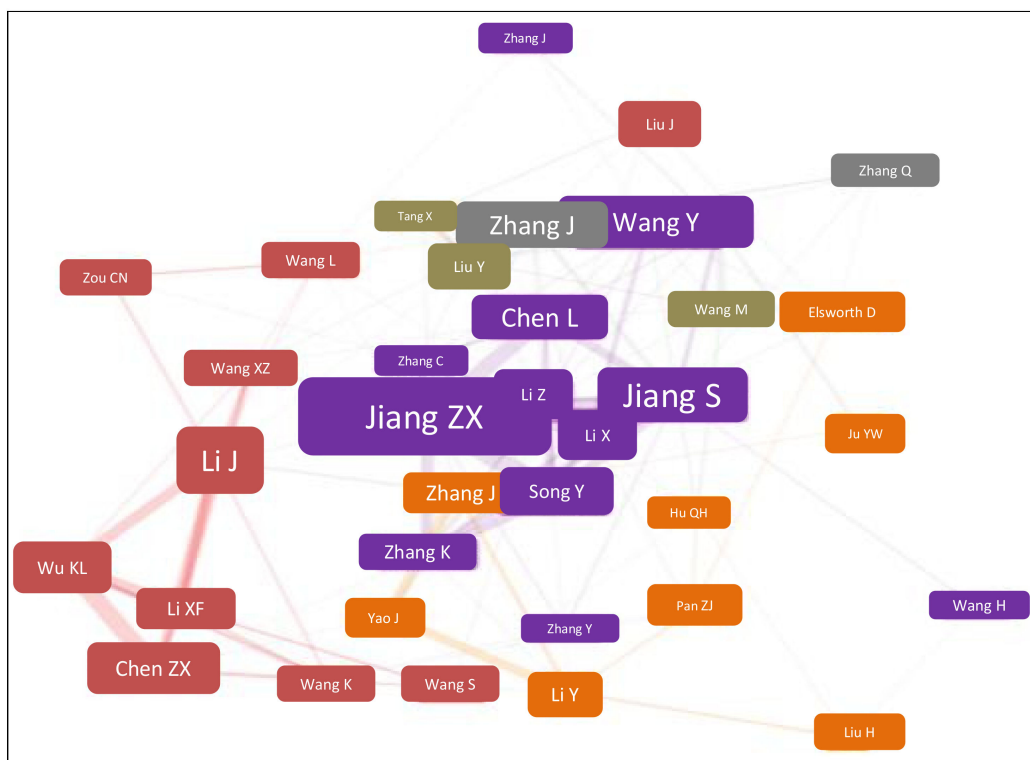 Zhang J
Liu J
Zhang Q
Tang X
Zhang J
Wang Y
Wang L
Liu Y
Zou CN
Wang M
Elsworth D
Chen L
Zhang C
Wang XZ
Li Z
Jiang S
Jiang ZX
Li X
Ju YW
Li J
Zhang J
Song Y
Hu QH
Zhang K
Wu KL
Li XF
Yao J
Pan ZJ
Wang H
Zhang Y
Chen ZX
Wang K
Wang S
Li Y
Liu H